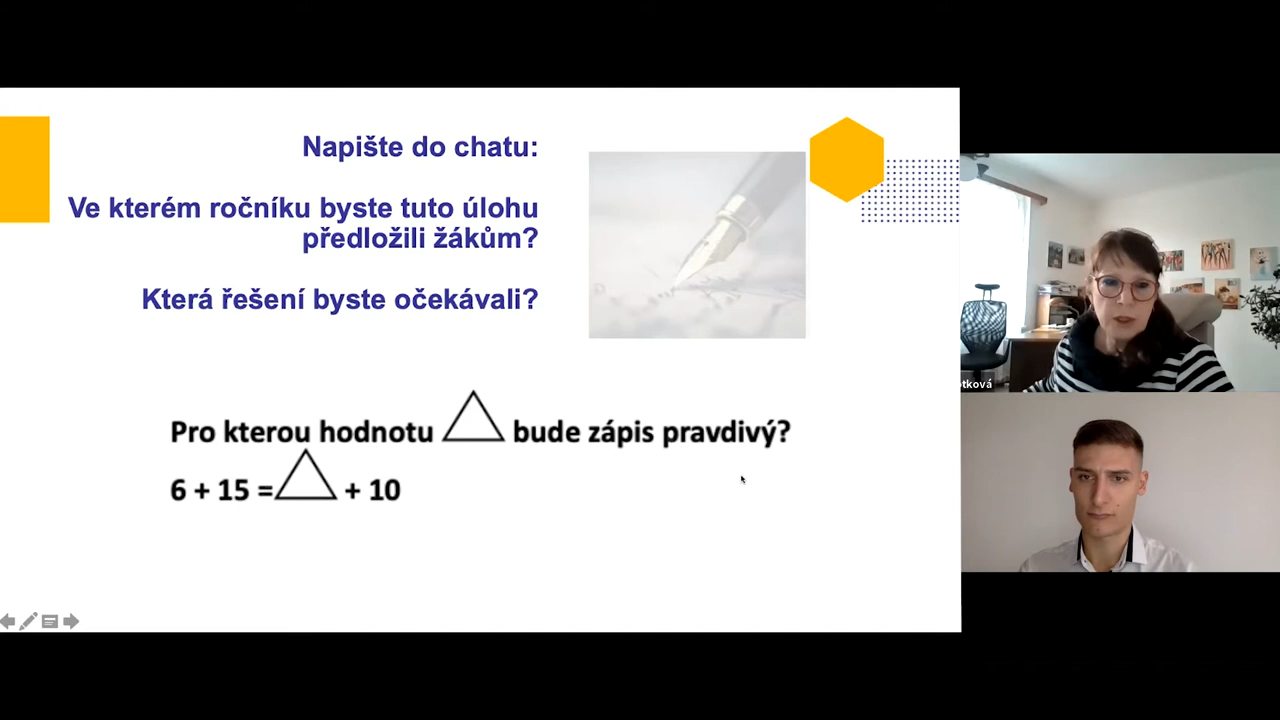 Napište do chatu:
Ve kterém ročníku byste tuto úlohu
předložili žákům?
Která řešení byste očekávali?
Pro kterou hodnotu △ bude zápis pravdivý?
6 + 15 = △ + 10